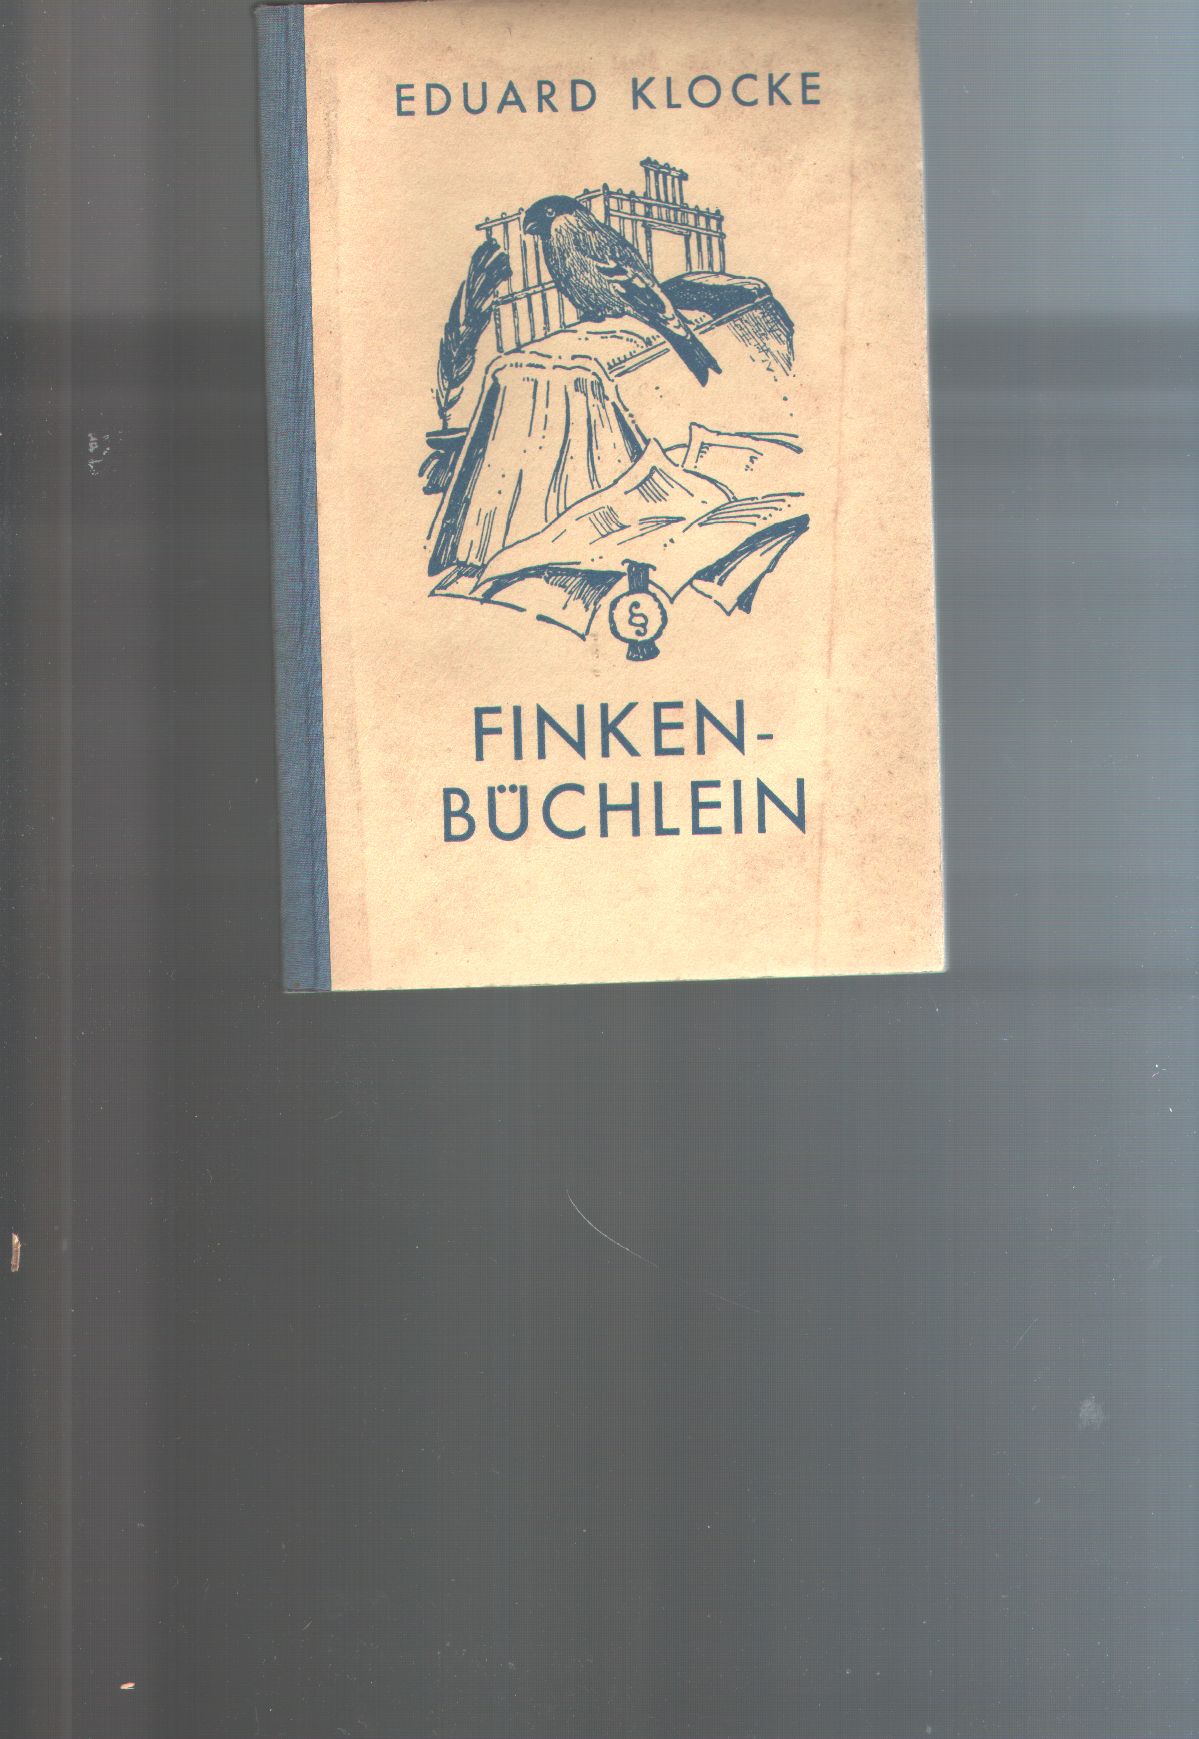 EDUARD KLOCKE
§
FINKEN-
BÜCHLEIN